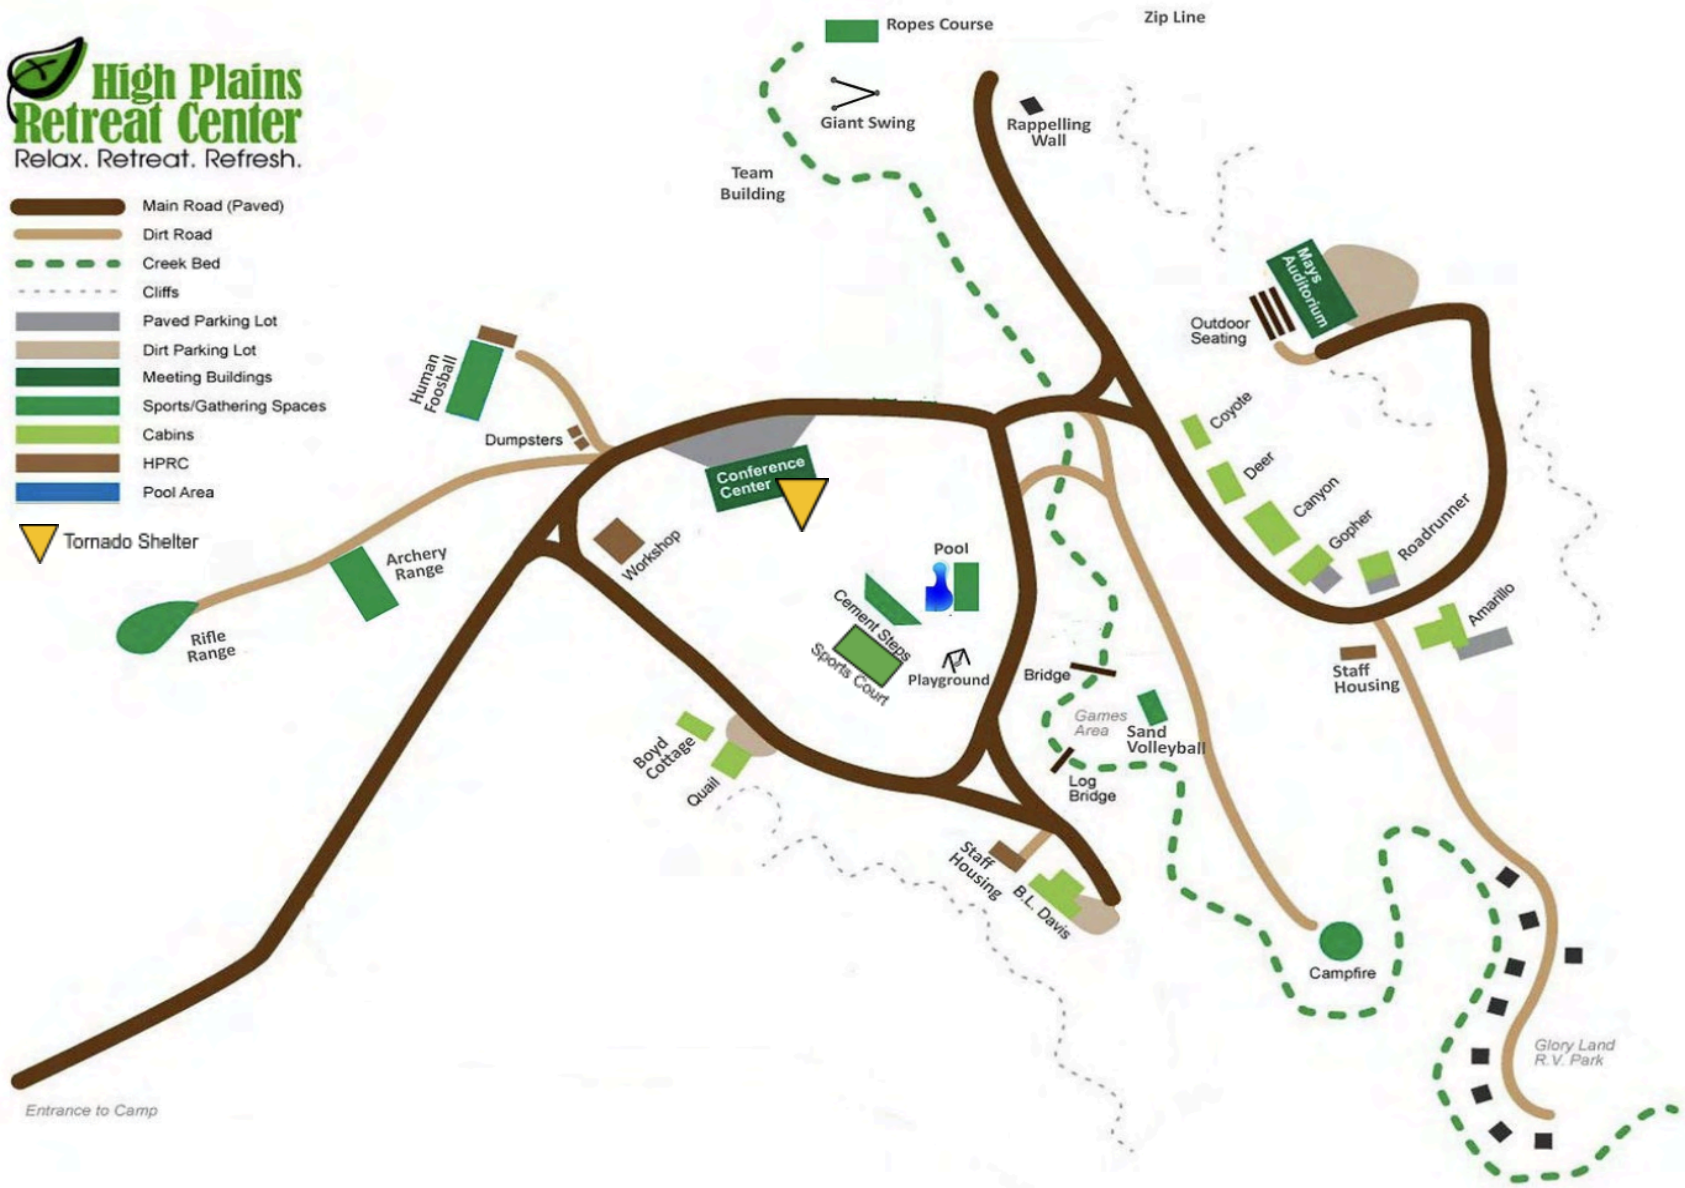 High Plains
Retreat Center
Relax. Retreat. Refresh.
Main Road (Paved)
Dirt Road
Creek Bed
Cliffs
Paved Parking Lot
Dirt Parking Lot
Meeting Buildings
Sports/Gathering Spaces
Cabins
HPRC
Pool Area
Tornado Shelter
Ropes Course
Zip Line
Giant Swing
Rappelling
Wall
Team
Building
Mays
Auditorium
Outdoor
Seating
Human
Foosball
Dumpsters
Conference
Center
Coyote
Deer
Canyon
Gopher
Roadrunner
Amarillo
Workshop
Archery
Range
Rifle
Range
Pool
Cement Steps
Sports Court
Playground
Bridge
Games
Area
Sand
Volleyball
Log
Bridge
Staff
Housing
Boyd
Cottage
Quail
Staff
Housing
B.L. Davis
Campfire
Glory Land
R.V. Park
Entrance to Camp